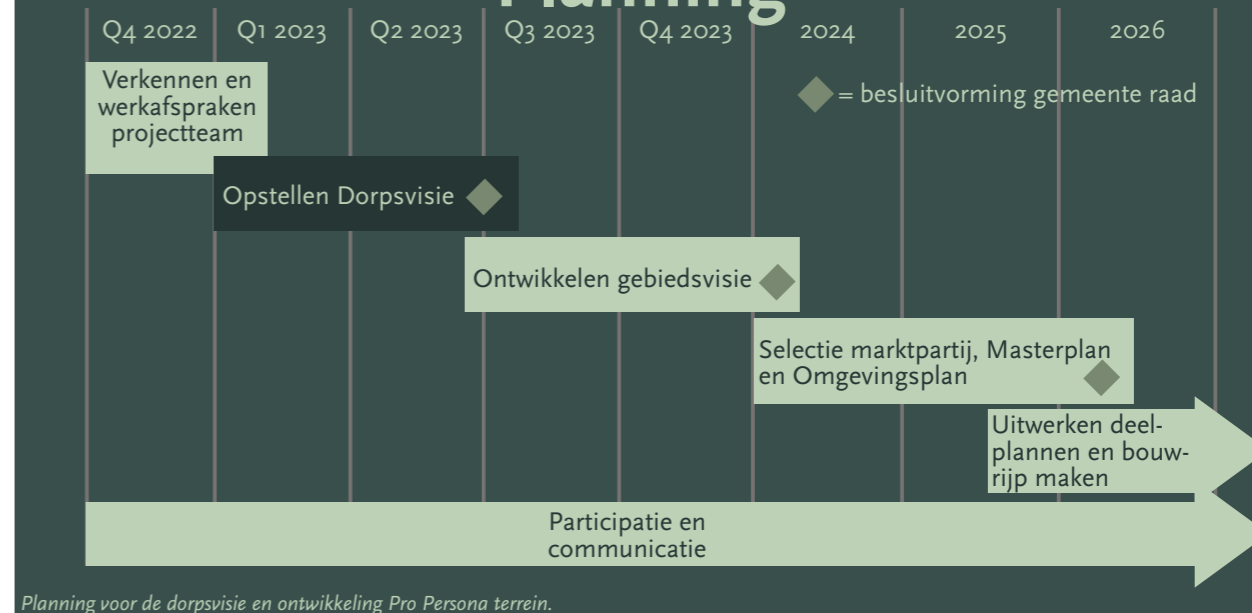 Planning
Q4 2022 Q1 2023 Q2 2023 Q3 2023 Q4 2023 2024 2025 2026
Verkennen en
werkafspraken
projectteam
= besluitvorming gemeente raad
Opstellen Dorpsvisie
Ontwikkelen gebiedsvisie
Selectie marktpartij, Masterplan
en Omgevingsplan
Uitwerken deel-
plannen en bouw-
rijp maken
Participatie en
communicatie
Planning voor de dorpsvisie en ontwikkeling Pro Persona terrein.